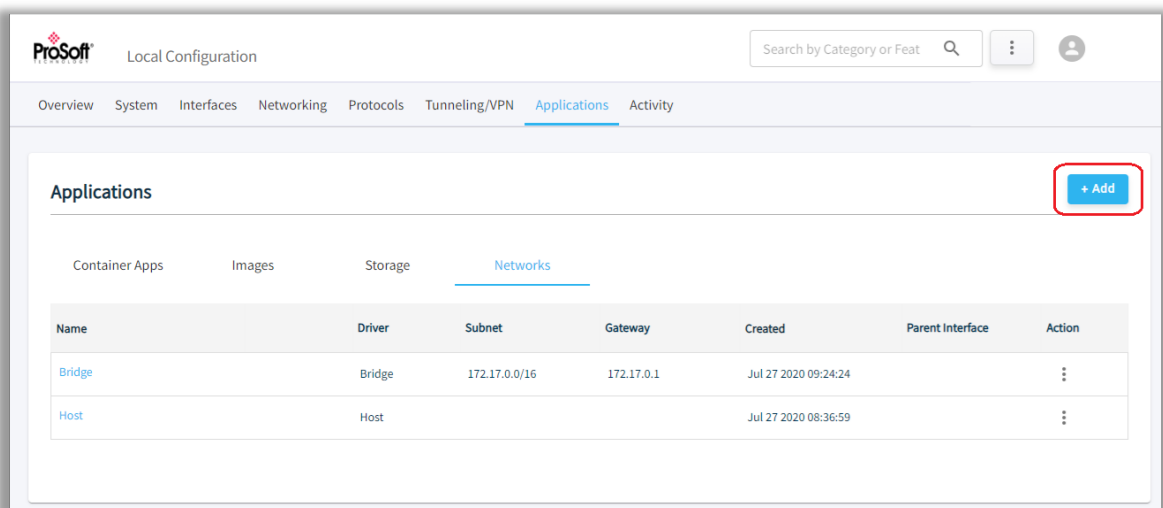 ProSoft
TECHNOLOGY
Local Configuration
Search by Category or Feat
Overview System Interfaces Networking Protocols Tunneling/VPN Applications Activity
Applications
+ Add
Container Apps Images Storage Networks
Name Driver Subnet Gateway Created Parent Interface Action
Bridge Bridge 172.17.0.0/16 172.17.0.1 Jul 27 2020 09:24:24
Host Host Jul 27 2020 08:36:59